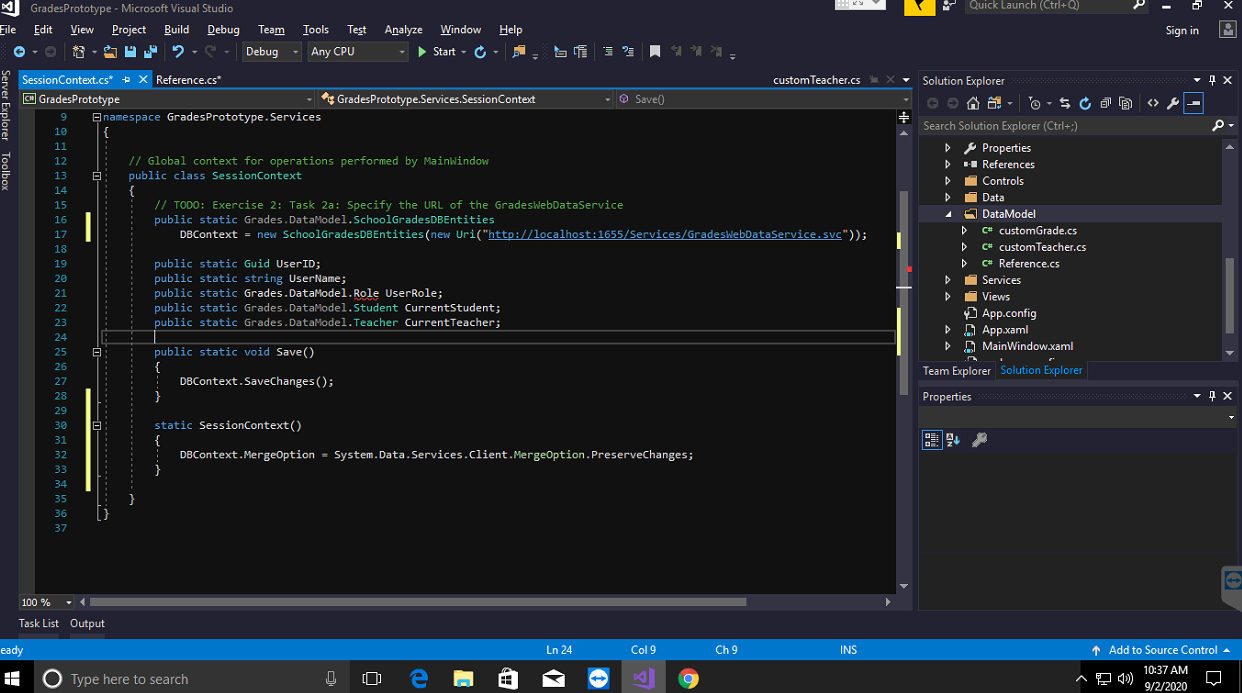 GradesPrototype - Microsoft Visual Studio
Quick Launch (Ctrl+Q)
File Edit View Project Build Debug Team Tools Test Analyze Window Help
Sign in
Debug Any CPU Start
Server Explorer
Toolbox
SessionContext.cs* Reference.cs* customTeacher.cs
GradesPrototype GradesPrototype.Services.SessionContext Save()
9 namespace GradesPrototype.Services
10 {
11
12 // Global context for operations performed by MainWindow
13 public class SessionContext
14 {
15 // TODO: Exercise 2: Task 2a: Specify the URL of the GradesWebDataService
16 public static Grades.DataModel.SchoolGradesDBEntities
17 DBContext = new SchoolGradesDBEntities(new Uri("http://localhost:1655/Services/GradesWebDataService.svc"));
18
19 public static Guid UserID;
20 public static string UserName;
21 public static Grades.DataModel.Role UserRole;
22 public static Grades.DataModel.Student CurrentStudent;
23 public static Grades.DataModel.Teacher CurrentTeacher;
24
25 public static void Save()
26 {
27 DBContext.SaveChanges();
28 }
29
30 static SessionContext()
31 {
32 DBContext.MergeOption = System.Data.Services.Client.MergeOption.PreserveChanges;
33 }
34
35 }
36 }
37
100 %
Solution Explorer
Search Solution Explorer (Ctrl+;)
Properties
References
Controls
Data
DataModel
C# customGrade.cs
C# customTeacher.cs
C# Reference.cs
Services
Views
App.config
App.xaml
MainWindow.xaml
Team Explorer Solution Explorer
Properties
Task List Output
eady Ln 24 Col 9 Ch 9 INS Add to Source Control
Type here to search
10:37 AM
9/2/2020